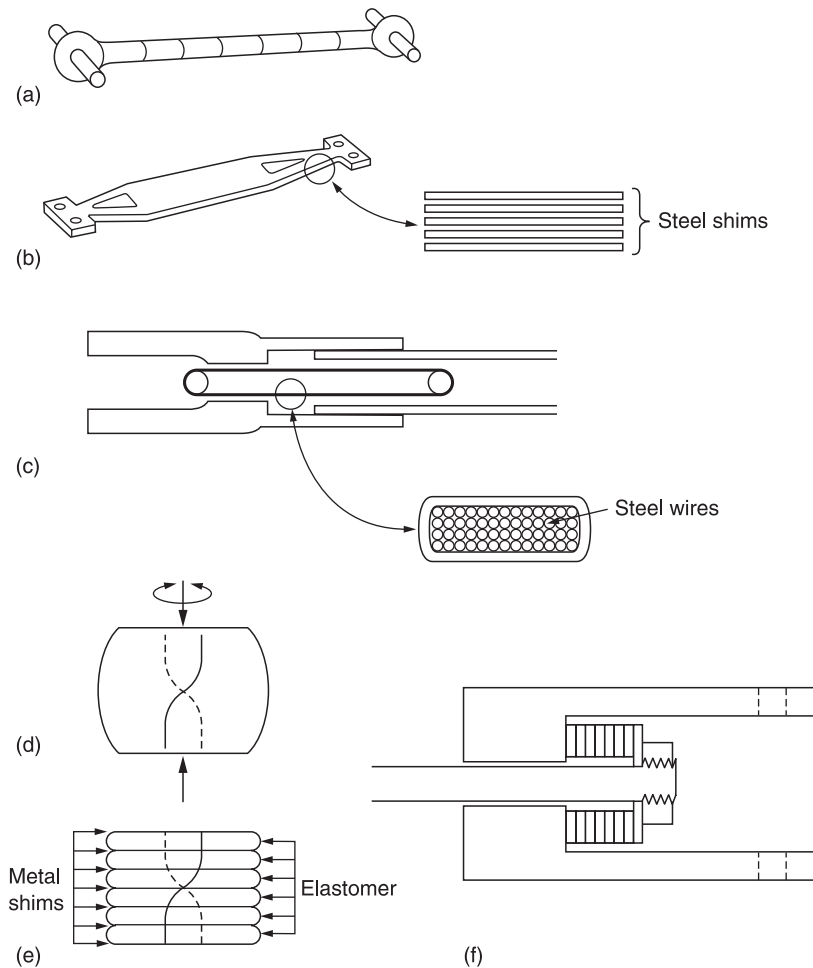 (a)
(b)
Steel shims
(c)
Steel wires
(d)
Metal
shims
Elastomer
(e)
(f)